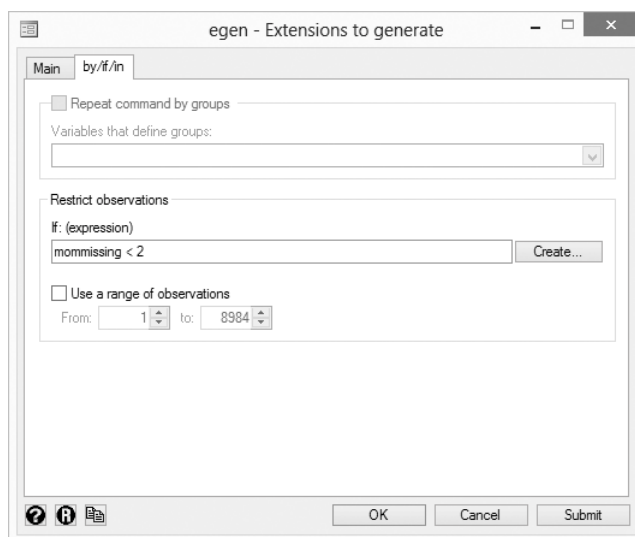 egen - Extensions to generate
Main by/if/in
Repeat command by groups
Variables that define groups:
Restrict observations
If: (expression)
mommissing < 2 Create...
Use a range of observations
From: 1 to: 8984
? R OK Cancel Submit